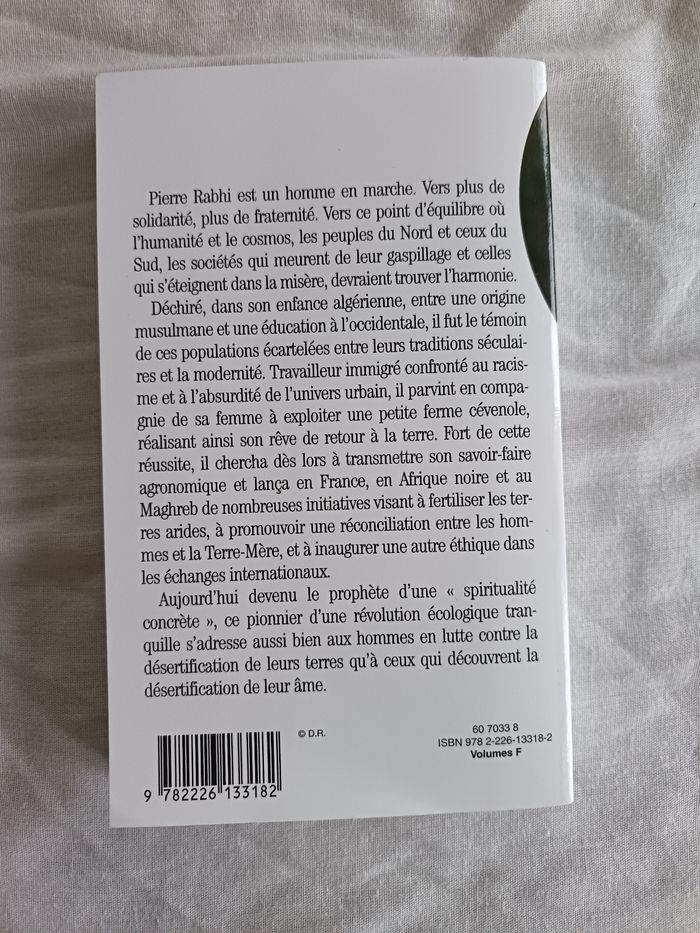 Pierre Rabhi est un homme en marche. Vers plus de
solidarité, plus de fraternité. Vers ce point d'équilibre où
l'humanité et le cosmos, les peuples du Nord et ceux du
Sud, les sociétés qui meurent de leur gaspillage et celles
qui s'éteignent dans la misère, devraient trouver l'harmonie.
Déchiré, dans son enfance algérienne, entre une origine
musulmane et une éducation à l'occidentale, il fut le témoin
de ces populations écartelées entre leurs traditions séculai-
res et la modernité. Travailleur immigré confronté au racis-
me et à l'absurdité de l'univers urbain, il parvint en compa-
gnie de sa femme à exploiter une petite ferme cévenole,
réalisant ainsi son rêve de retour à la terre. Fort de cette
réussite, il chercha dès lors à transmettre son savoir-faire
agronomique et lança en France, en Afrique noire et au
Maghreb de nombreuses initiatives visant à fertiliser les ter-
res arides, à promouvoir une réconciliation entre les hom-
mes et la Terre-Mère, et à inaugurer une autre éthique dans
les échanges internationaux.
Aujourd'hui devenu le prophète d'une « spiritualité
concrète », ce pionnier d'une révolution écologique tran-
quille s'adresse aussi bien aux hommes en lutte contre la
désertification de leurs terres qu'à ceux qui découvrent la
désertification de leur âme.
© D.R.
60 7033 8
ISBN 978 2-226-13318-2
Volumes F
9 782226 133182